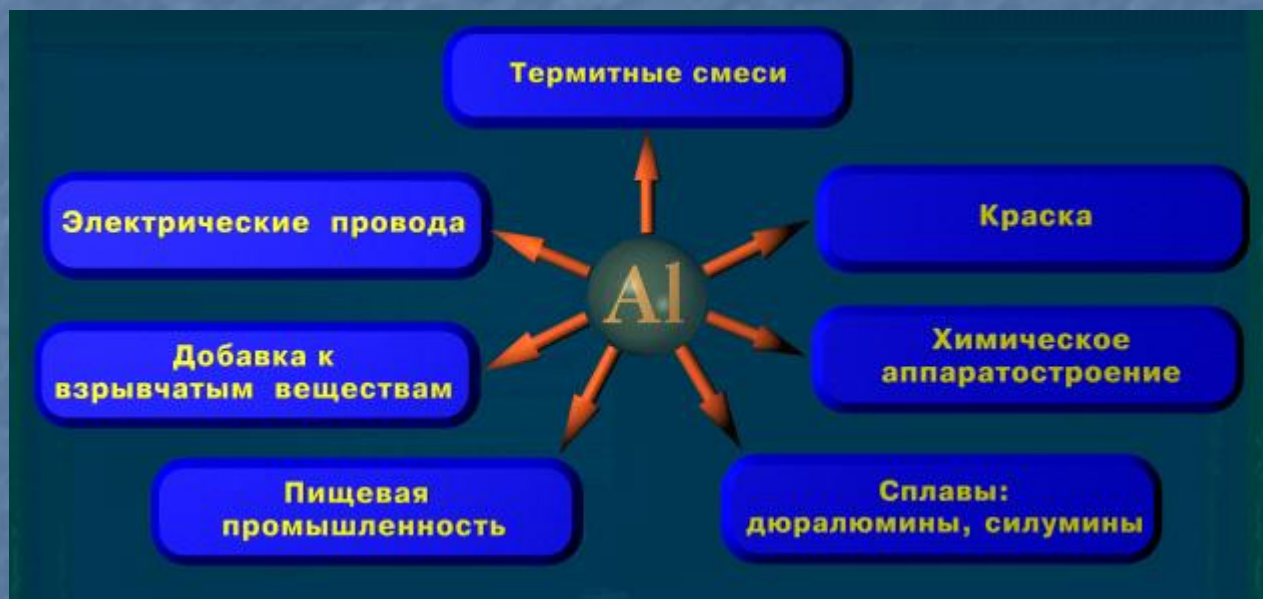 Термитные смеси
Электрические провода
Краска
Al
Добавка к
взрывчатым веществам
Химическое
аппаратостроение
Пищевая
промышленность
Сплавы:
дюралюмины, силумины